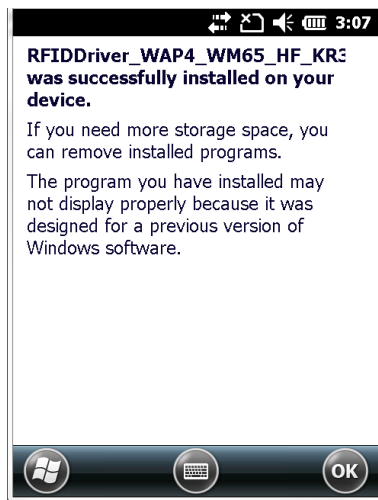 3:07
RFIDDriver_WAP4_WM65_HF_KR3
was successfully installed on your
device.
If you need more storage space, you
can remove installed programs.
The program you have installed may
not display properly because it was
designed for a previous version of
Windows software.
OK